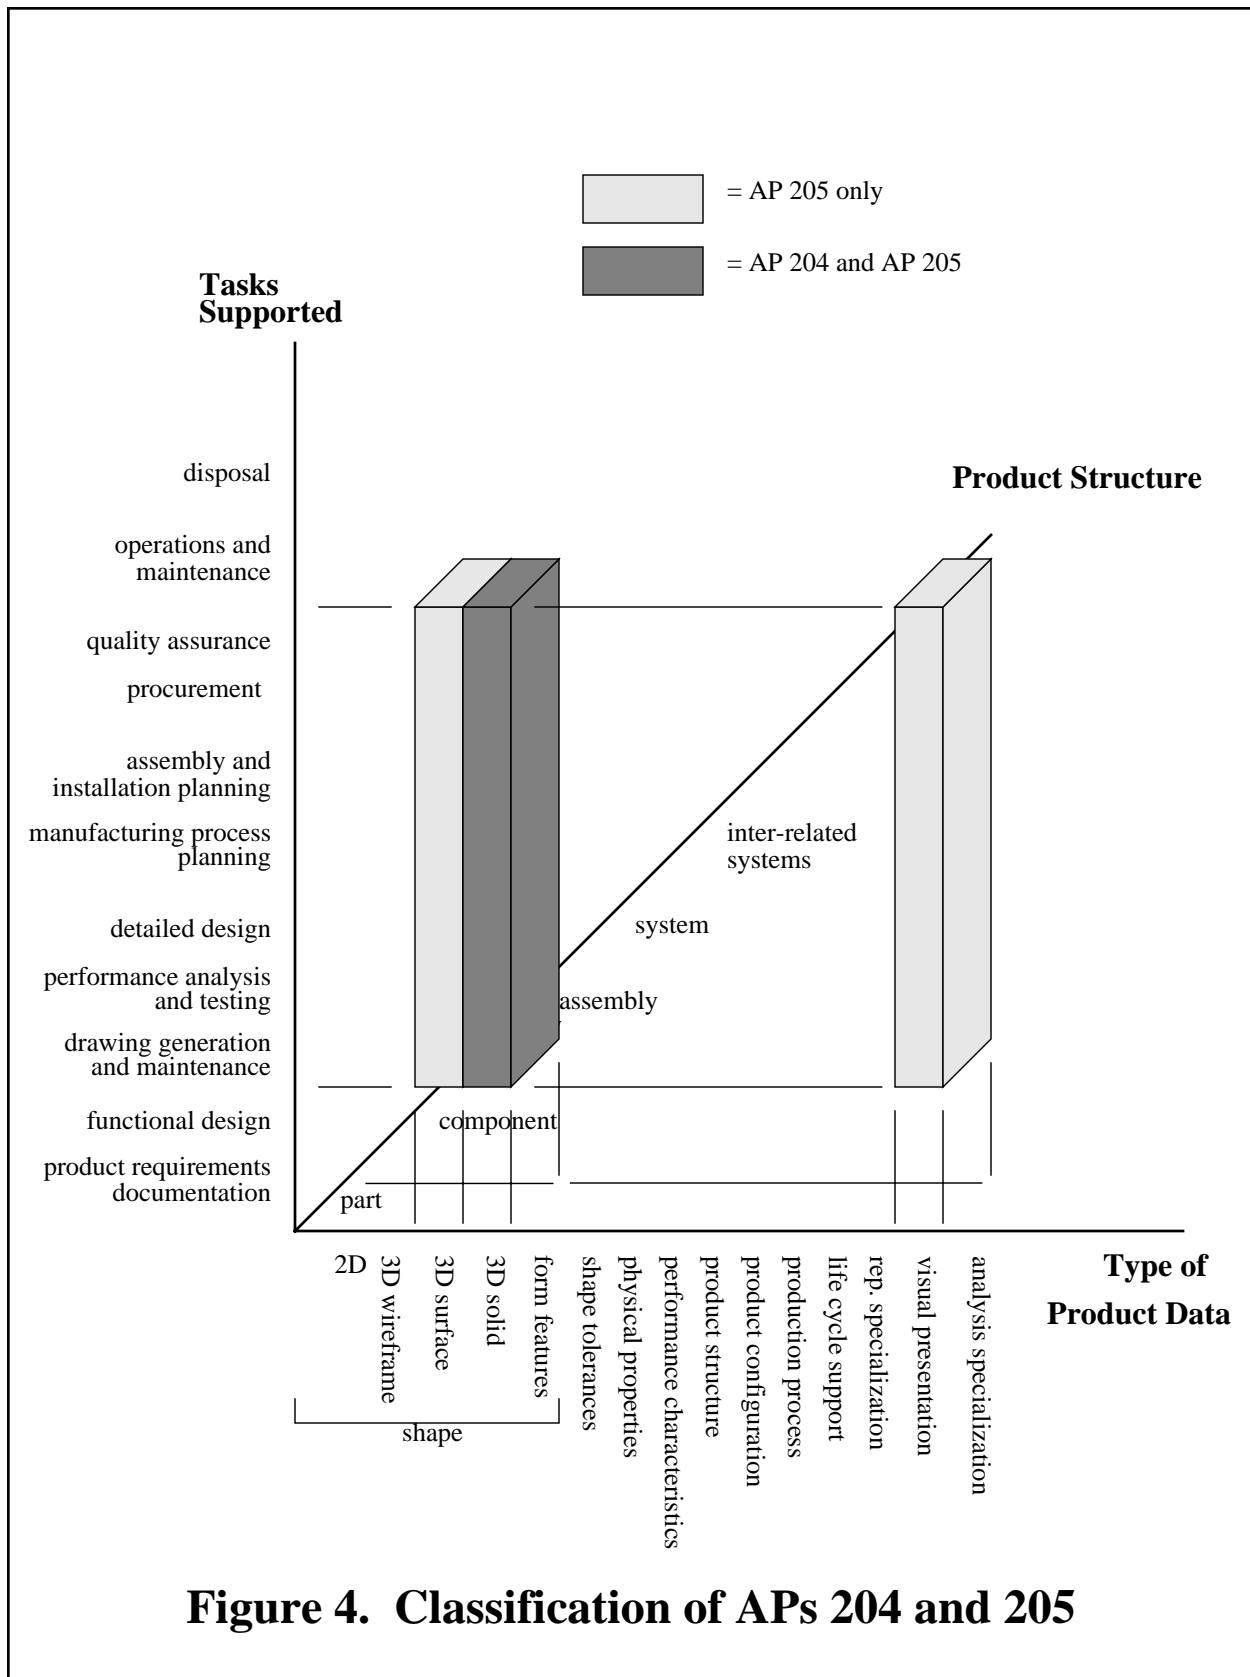 = AP 205 only
= AP 204 and AP 205
Tasks
Supported
disposal
Product Structure
operations and
maintenance
quality assurance
procurement
assembly and
installation planning
manufacturing process
planning
inter-related
systems
detailed design
system
performance analysis
and testing
assembly
drawing generation
and maintenance
functional design
component
product requirements
documentation
part
2D
3D wireframe
3D surface
3D solid
form features
shape tolerances
physical properties
performance characteristics
product structure
product configuration
production process
life cycle support
rep. specialization
visual presentation
analysis specialization
Type of
Product Data
shape
Figure 4. Classification of APs 204 and 205